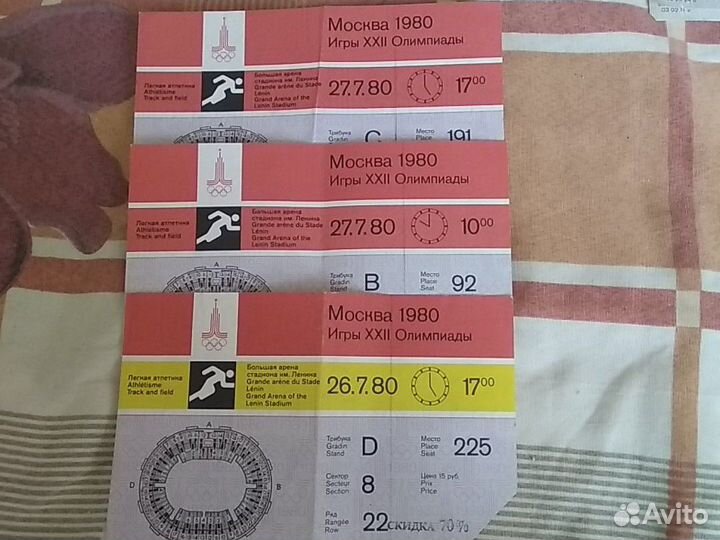 03 02
Москва 1980
Игры XXII Олимпиады
Легкая атлетика
Athlétisme
Track and field
Большая арена
стадиона им. Ленина
Grande arène du Stade
Lénin
Grand Arena of the
Lenin Stadium
27.7.80
17 00
A
Трибуна
Gradin
C
Место
Place
191
Москва 1980
Игры XXII Олимпиады
Легкая атлетика
Athlétisme
Track and field
Большая арена
стадиона им. Ленина
Grande arène du Stade
Lénin
Grand Arena of the
Lenin Stadium
27.7.80
10 00
A
Трибуна
Gradin
Stand
B
Место
Place
Seat
92
Москва 1980
Игры XXII Олимпиады
Легкая атлетика
Athlétisme
Track and field
Большая арена
стадиона им. Ленина
Grande arène du Stade
Lénin
Grand Arena of the
Lenin Stadium
26.7.80
17 00
A
D
B
Трибуна
Gradin
Stand
D
Место
Place
Seat
225
Сектор
Secteur
Section
8
Цена 15 руб.
Prix
Price
Ряд
Rangée
Row
22
СКИДКА 70%
Avito